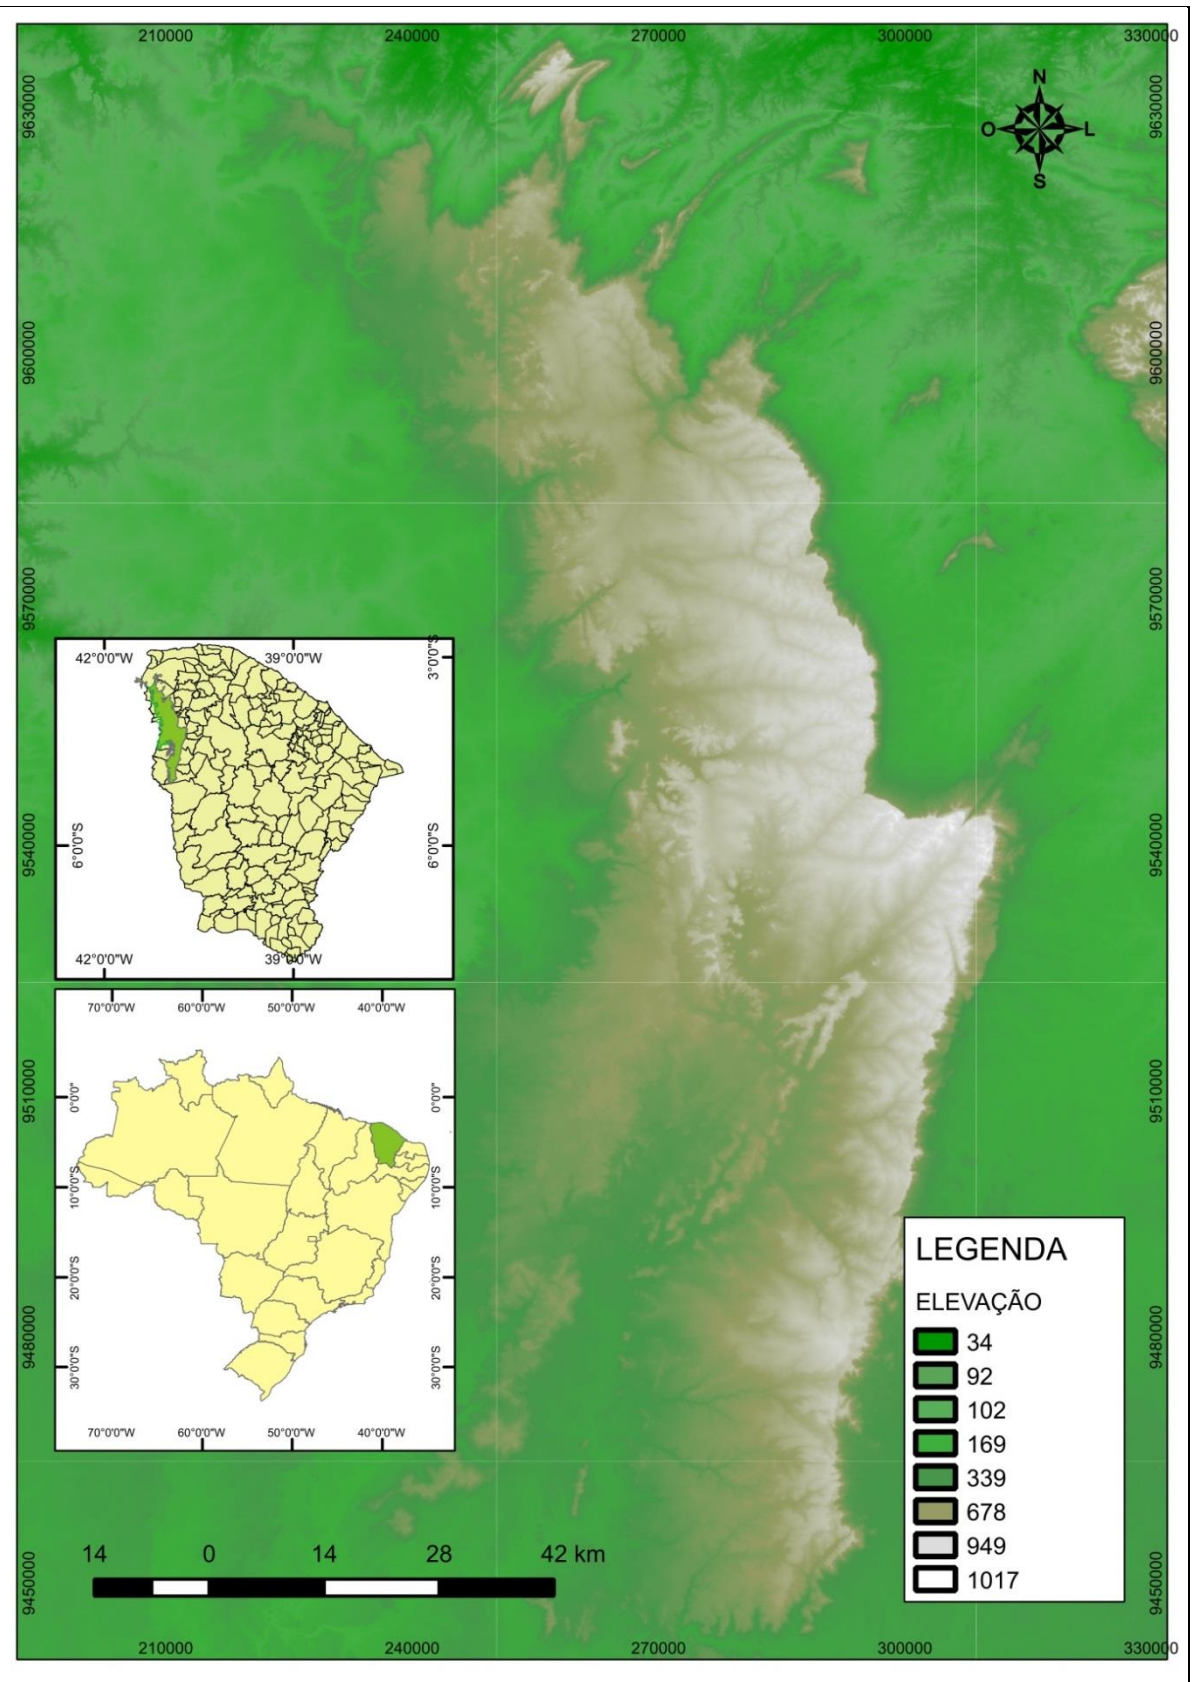 210000 240000 270000 300000 330000
9630000 9630000
N
O L
S
9600000 9600000
9570000 9570000
42°0'0"W 39°0'0"W
3°0'0"S
6°0'0"S 6°0'0"S
42°0'0"W 39°0'0"W
9540000 9540000
70°0'0"W 60°0'0"W 50°0'0"W 40°0'0"W
0°0'0" 0°0'0"
10°0'0"S 10°0'0"S
20°0'0"S 20°0'0"S
30°0'0"S 30°0'0"S
70°0'0"W 60°0'0"W 50°0'0"W 40°0'0"W
9510000 9510000
9480000 9480000
LEGENDA
ELEVAÇÃO
34
92
102
169
339
678
949
1017
14 0 14 28 42 km
9450000 9450000
210000 240000 270000 300000 330000